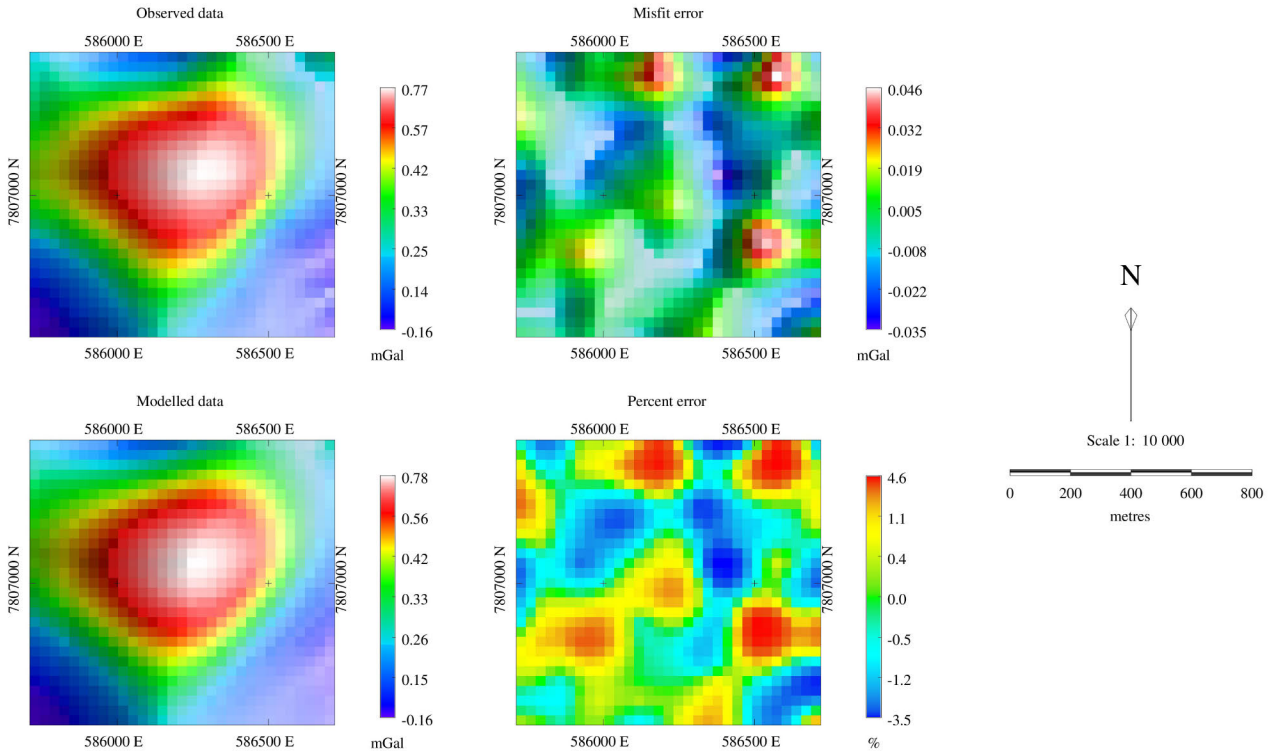 Observed data
586000 E
586500 E
7807000 N
7807000 N
0.77
0.57
0.42
0.33
0.25
0.14
-0.16
586000 E
586500 E
mGal
Misfit error
586000 E
586500 E
7807000 N
0.046
0.032
0.019
0.005
-0.008
-0.022
-0.035
586000 E
586500 E
mGal
Modelled data
586000 E
586500 E
7807000 N
7807000 N
0.78
0.56
0.42
0.33
0.26
0.16
-0.16
586000 E
586500 E
mGal
Percent error
586000 E
586500 E
7807000 N
4.6
1.1
0.4
0.0
-0.5
-1.2
-3.5
586000 E
586500 E
%
N
Scale 1: 10 000
0 200 400 600 800
metres